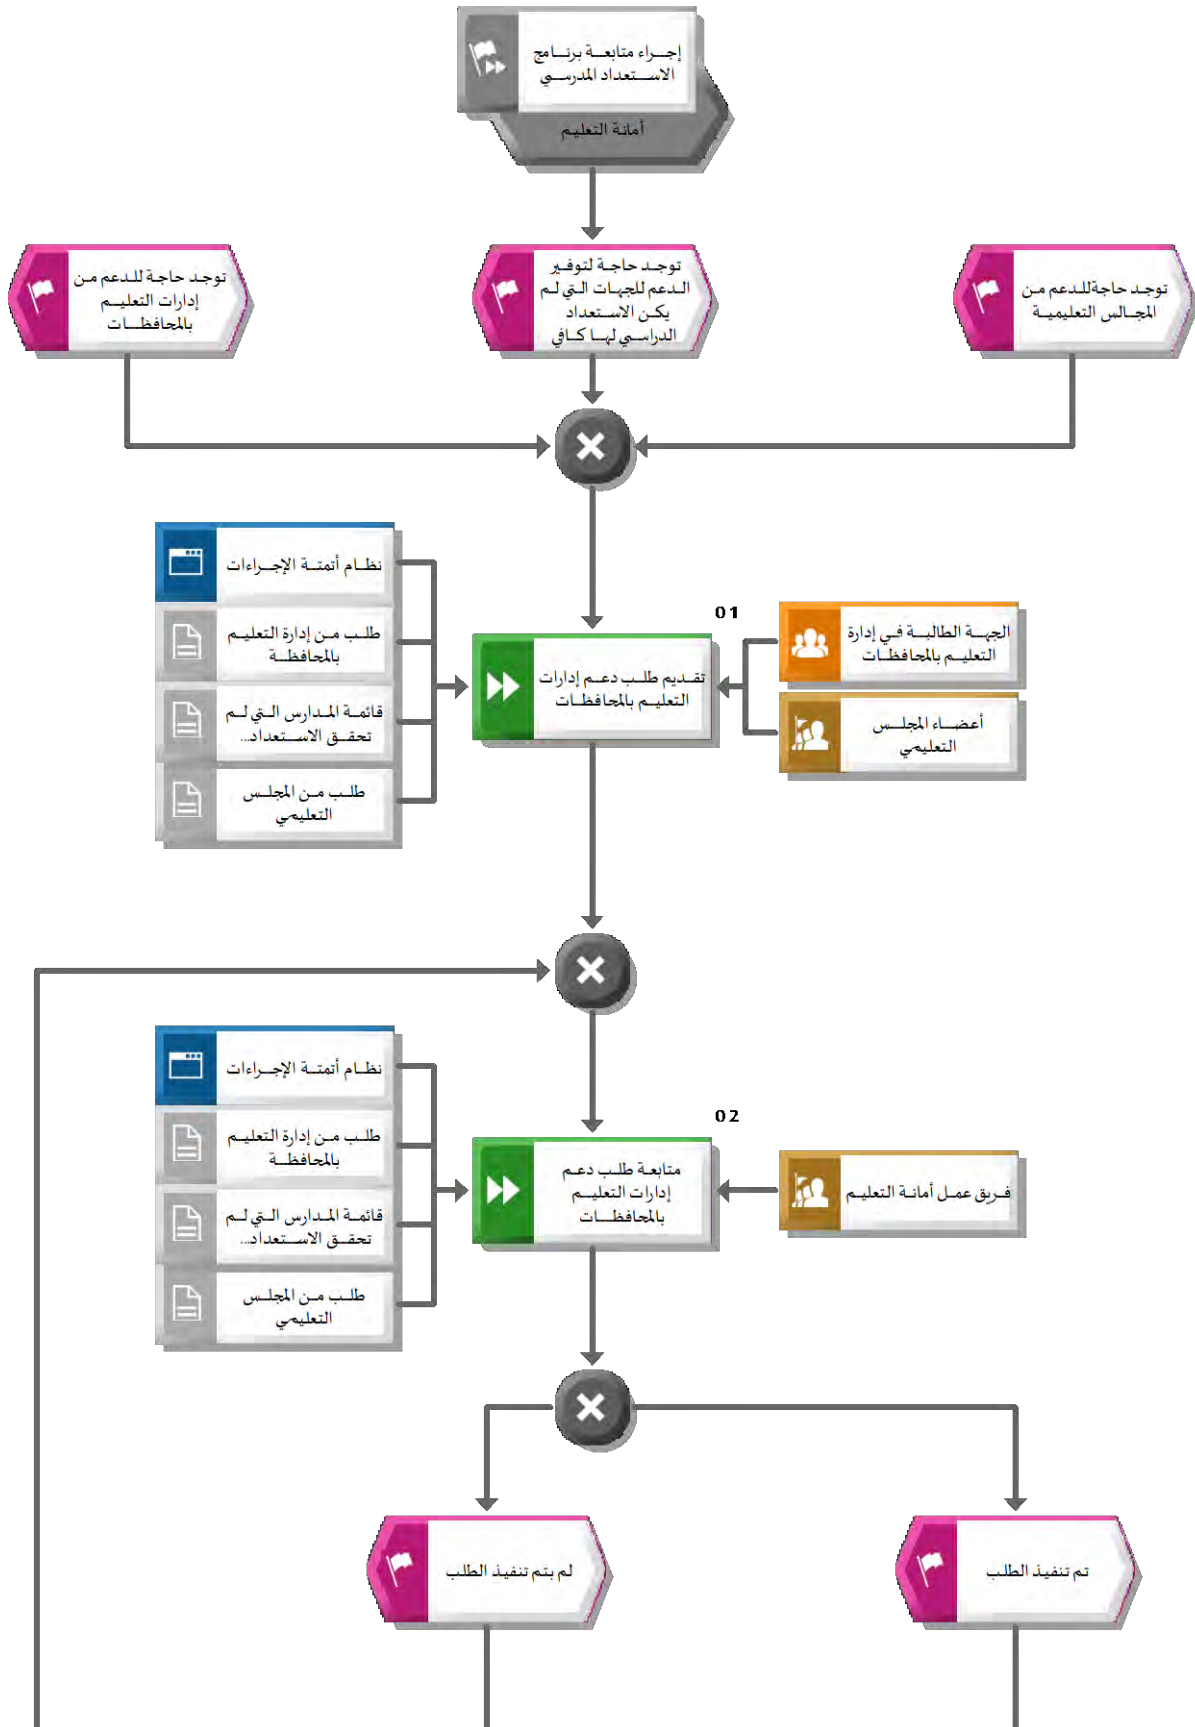 إجراء متابعة برنامج
الاستعداد المدرسي
أمانة التعليم
توجد حاجة للدعم من
المجالس التعليمية
توجد حاجة لتوفير
الدعم للجهات التي لم
يكن الاستعداد
الدراسي لها كافي
توجد حاجة للدعم من
إدارات التعليم
بالمحافظات
01
الجهة الطالبة في إدارة
التعليم بالمحافظات
أعضاء المجلس
التعليمي
تقديم طلب دعم إدارات
التعليم بالمحافظات
نظام أتمتة الإجراءات
طلب من إدارة التعليم
بالمحافظة
قائمة المدارس التي لم
تحقق الاستعداد...
طلب من المجلس
التعليمي
02
فريق عمل أمانة التعليم
متابعة طلب دعم
إدارات التعليم
بالمحافظات
نظام أتمتة الإجراءات
طلب من إدارة التعليم
بالمحافظة
قائمة المدارس التي لم
تحقق الاستعداد...
طلب من المجلس
التعليمي
تم تنفيذ الطلب
لم يتم تنفيذ الطلب